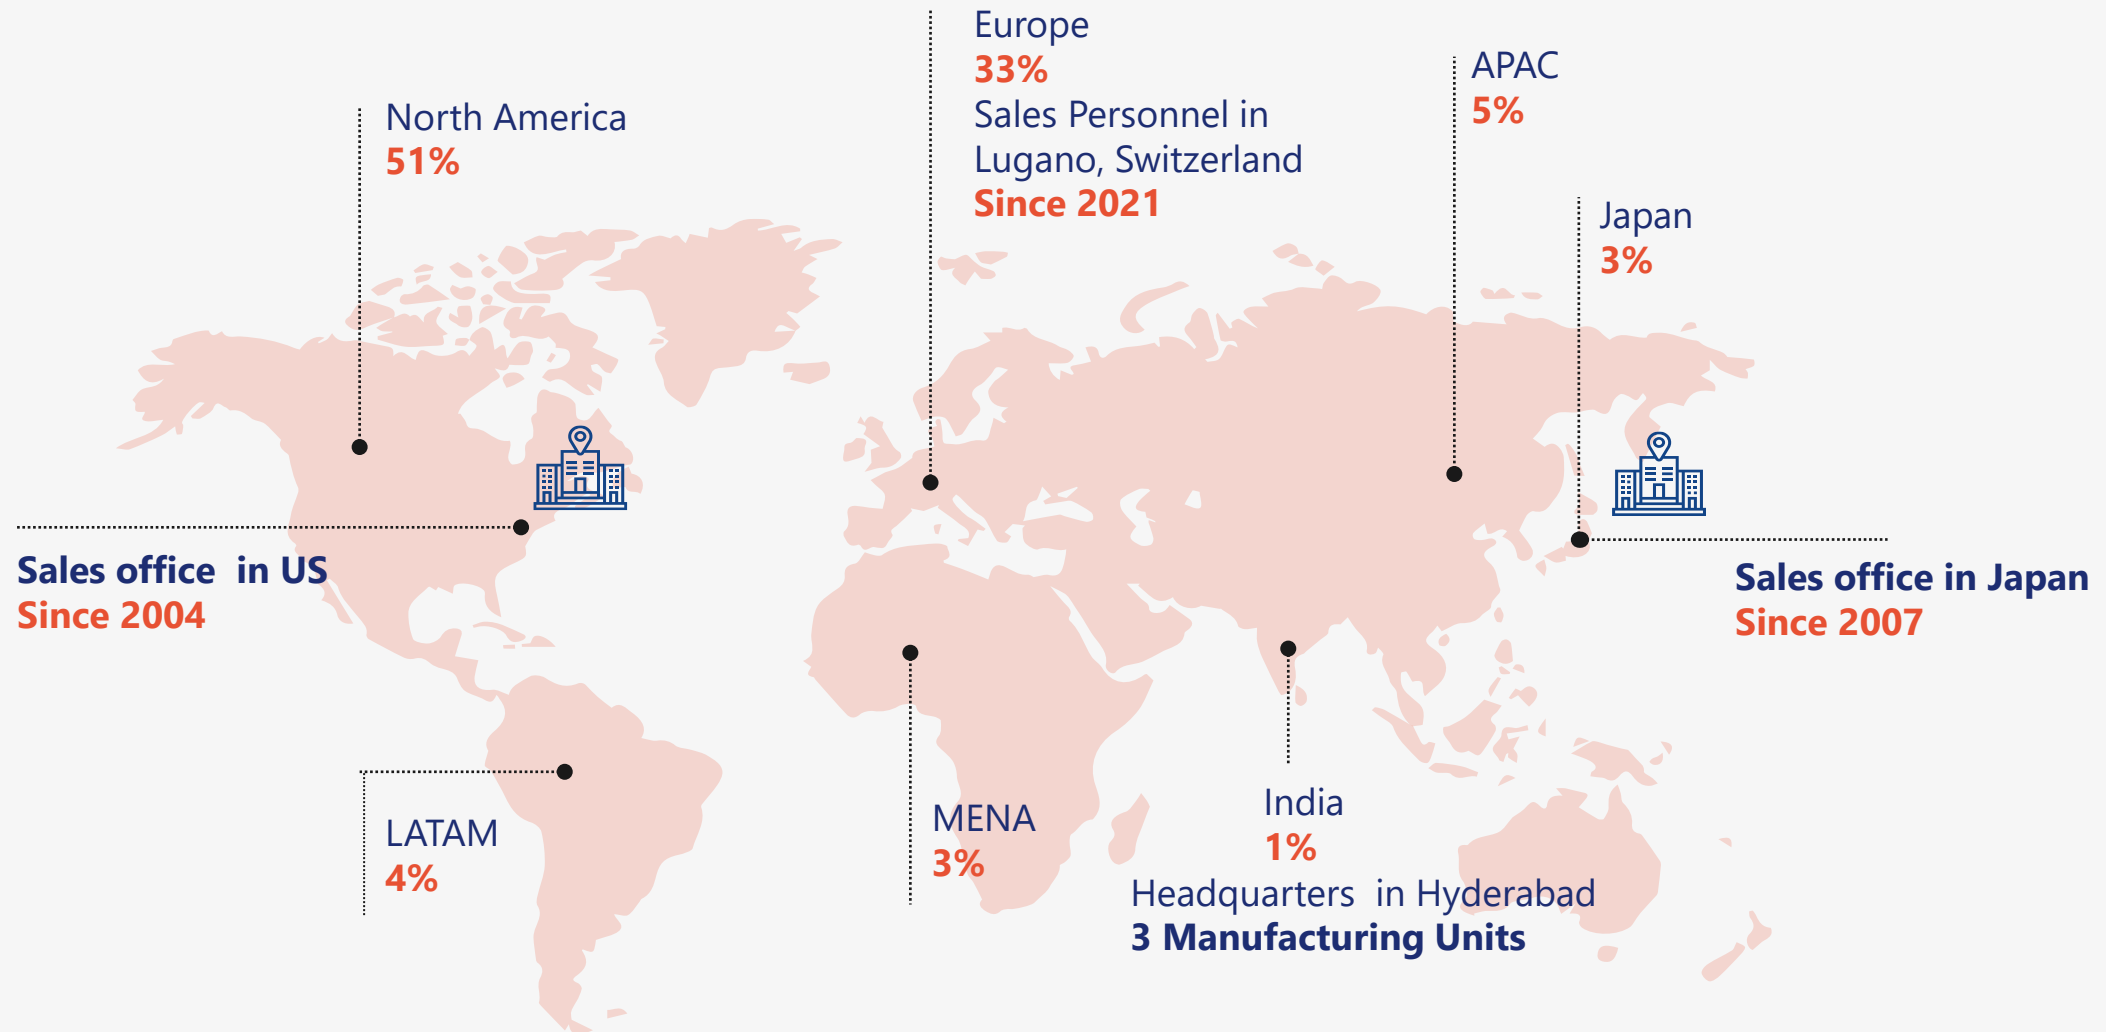 Europe
33%
Sales Personnel in
Lugano, Switzerland
Since 2021
APAC
5%
North America
51%
Japan
3%
Sales office in US
Since 2004
Sales office in Japan
Since 2007
LATAM
4%
MENA
3%
India
1%
Headquarters in Hyderabad
3 Manufacturing Units